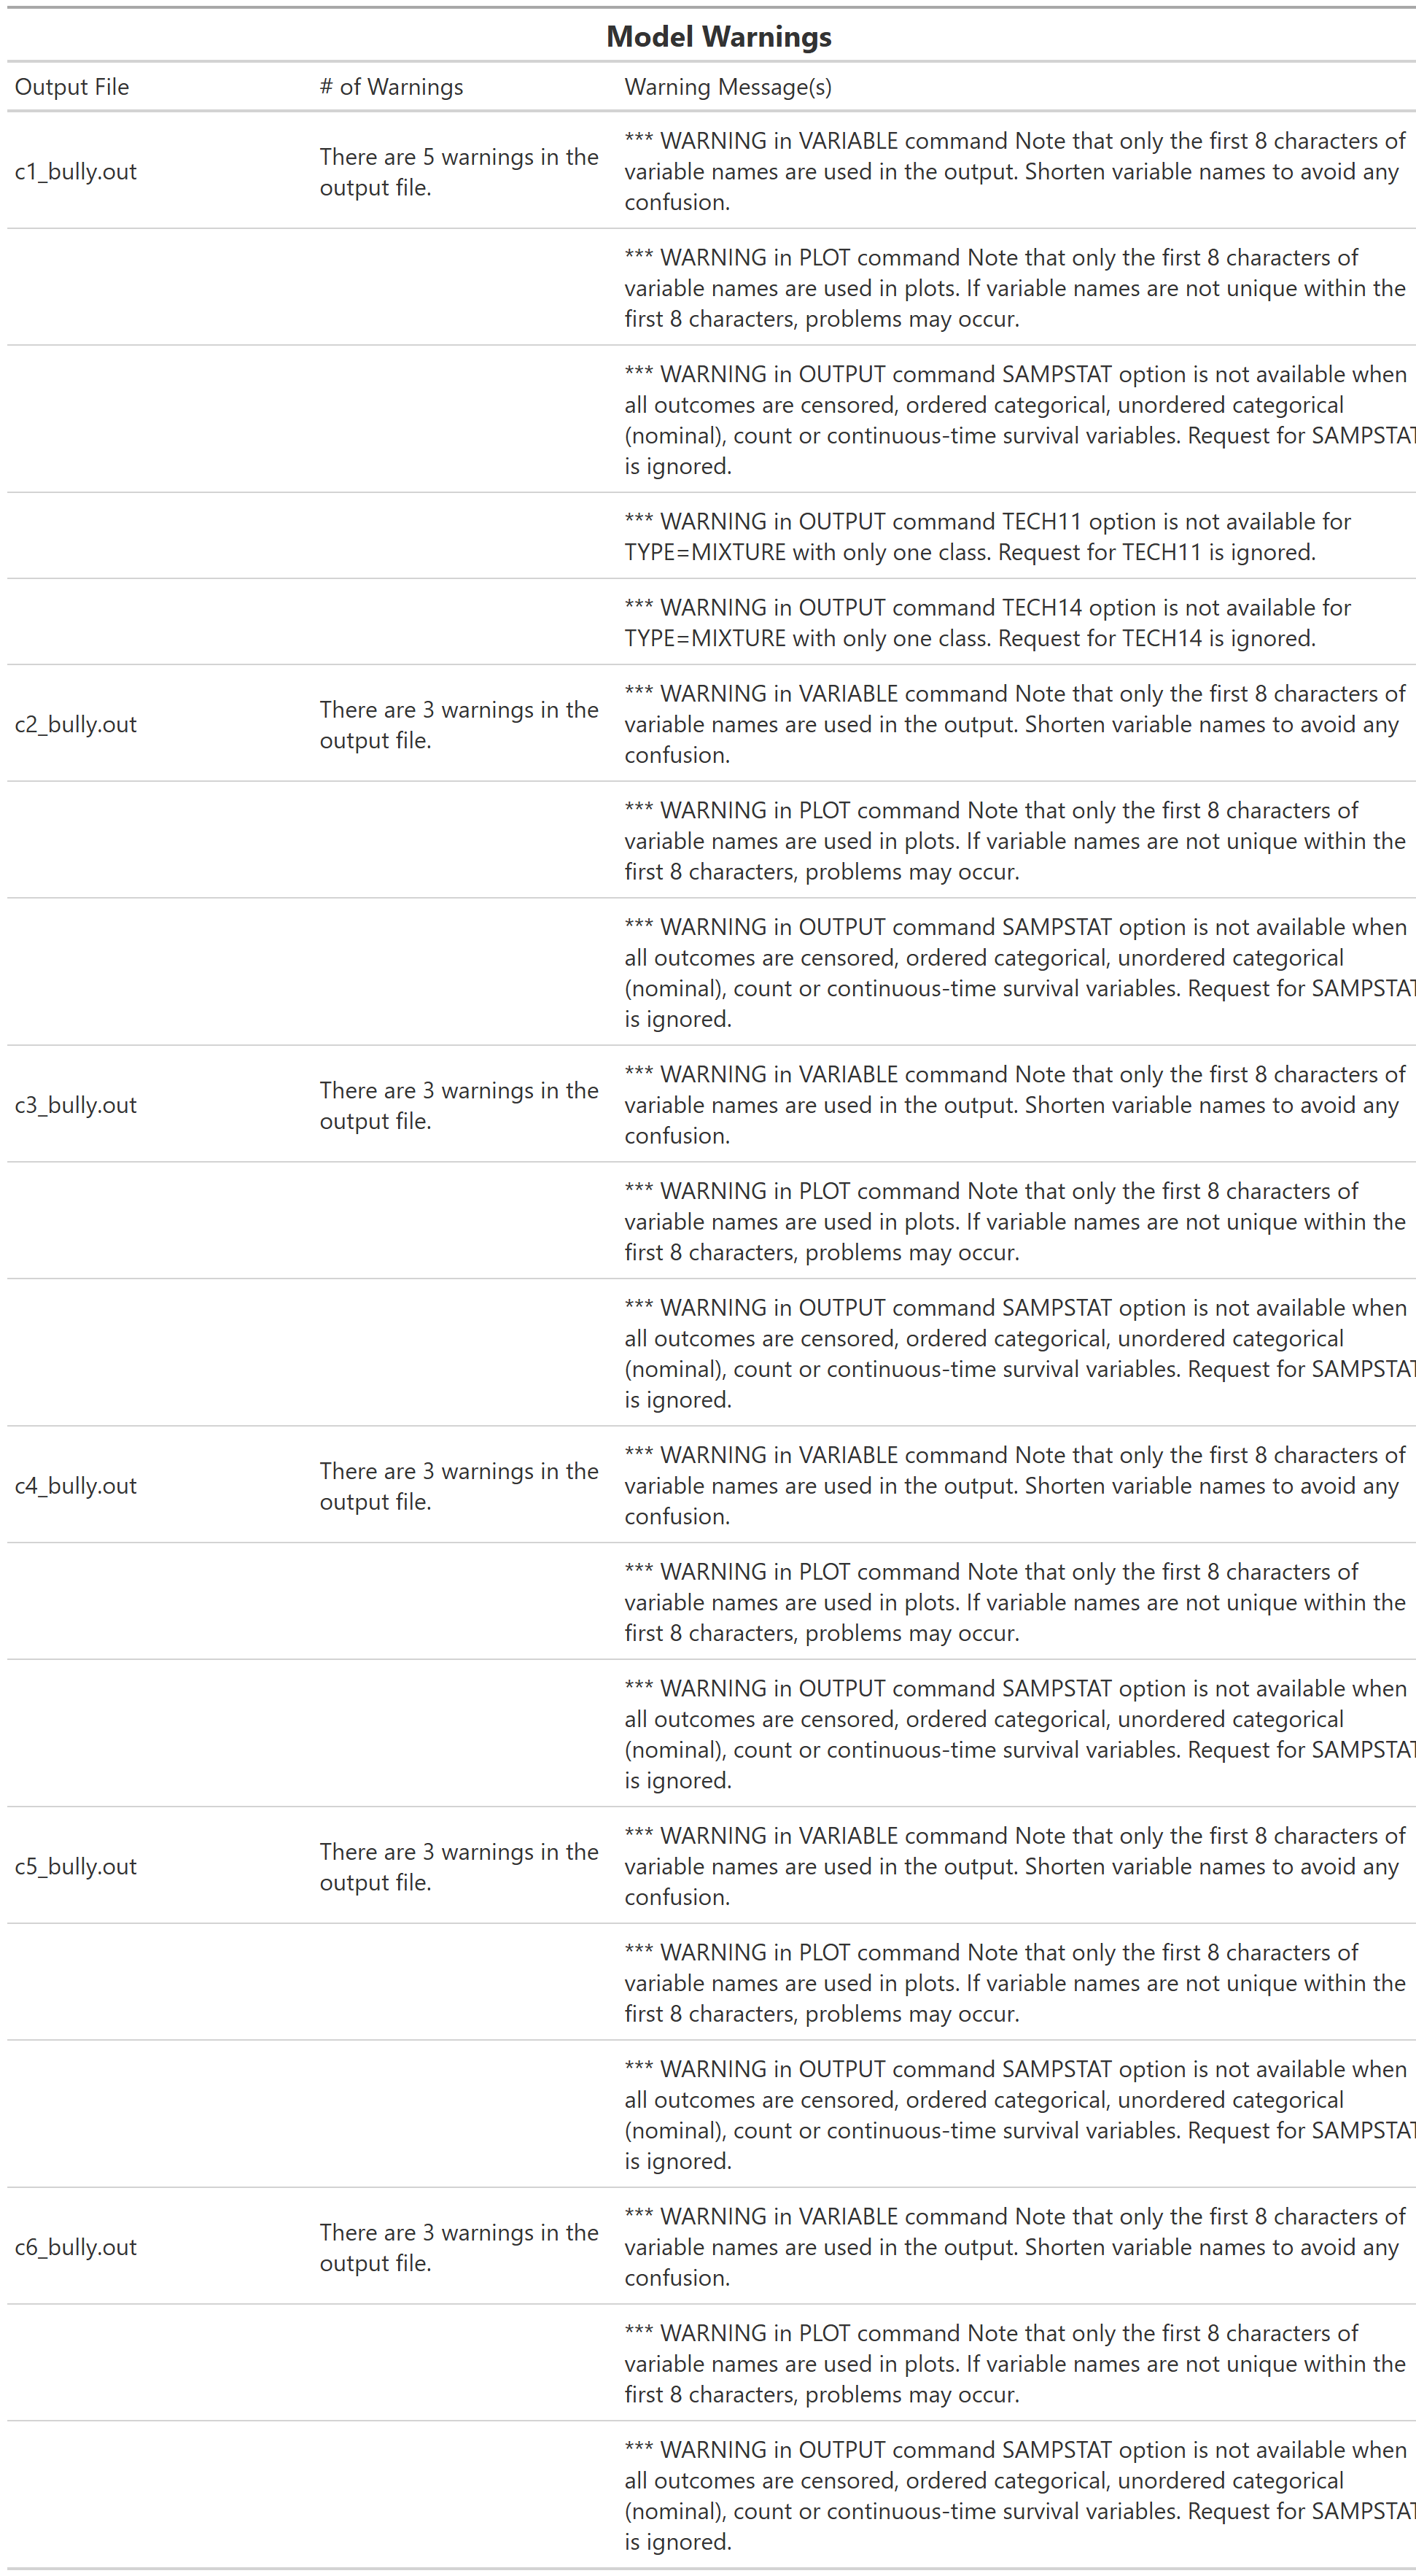 Model Warnings
Output File # of Warnings Warning Message(s)
c1_bully.out
There are 5 warnings in the
output file.
*** WARNING in VARIABLE command Note that only the first 8 characters of
variable names are used in the output. Shorten variable names to avoid any
confusion.
*** WARNING in PLOT command Note that only the first 8 characters of
variable names are used in plots. If variable names are not unique within the
first 8 characters, problems may occur.
*** WARNING in OUTPUT command SAMPSTAT option is not available when
all outcomes are censored, ordered categorical, unordered categorical
(nominal), count or continuous-time survival variables. Request for SAMPSTAT
is ignored.
*** WARNING in OUTPUT command TECH11 option is not available for
TYPE=MIXTURE with only one class. Request for TECH11 is ignored.
*** WARNING in OUTPUT command TECH14 option is not available for
TYPE=MIXTURE with only one class. Request for TECH14 is ignored.
c2_bully.out
There are 3 warnings in the
output file.
*** WARNING in VARIABLE command Note that only the first 8 characters of
variable names are used in the output. Shorten variable names to avoid any
confusion.
*** WARNING in PLOT command Note that only the first 8 characters of
variable names are used in plots. If variable names are not unique within the
first 8 characters, problems may occur.
*** WARNING in OUTPUT command SAMPSTAT option is not available when
all outcomes are censored, ordered categorical, unordered categorical
(nominal), count or continuous-time survival variables. Request for SAMPSTAT
is ignored.
c3_bully.out
There are 3 warnings in the
output file.
*** WARNING in VARIABLE command Note that only the first 8 characters of
variable names are used in the output. Shorten variable names to avoid any
confusion.
*** WARNING in PLOT command Note that only the first 8 characters of
variable names are used in plots. If variable names are not unique within the
first 8 characters, problems may occur.
*** WARNING in OUTPUT command SAMPSTAT option is not available when
all outcomes are censored, ordered categorical, unordered categorical
(nominal), count or continuous-time survival variables. Request for SAMPSTAT
is ignored.
c4_bully.out
There are 3 warnings in the
output file.
*** WARNING in VARIABLE command Note that only the first 8 characters of
variable names are used in the output. Shorten variable names to avoid any
confusion.
*** WARNING in PLOT command Note that only the first 8 characters of
variable names are used in plots. If variable names are not unique within the
first 8 characters, problems may occur.
*** WARNING in OUTPUT command SAMPSTAT option is not available when
all outcomes are censored, ordered categorical, unordered categorical
(nominal), count or continuous-time survival variables. Request for SAMPSTAT
is ignored.
c5_bully.out
There are 3 warnings in the
output file.
*** WARNING in VARIABLE command Note that only the first 8 characters of
variable names are used in the output. Shorten variable names to avoid any
confusion.
*** WARNING in PLOT command Note that only the first 8 characters of
variable names are used in plots. If variable names are not unique within the
first 8 characters, problems may occur.
*** WARNING in OUTPUT command SAMPSTAT option is not available when
all outcomes are censored, ordered categorical, unordered categorical
(nominal), count or continuous-time survival variables. Request for SAMPSTAT
is ignored.
c6_bully.out
There are 3 warnings in the
output file.
*** WARNING in VARIABLE command Note that only the first 8 characters of
variable names are used in the output. Shorten variable names to avoid any
confusion.
*** WARNING in PLOT command Note that only the first 8 characters of
variable names are used in plots. If variable names are not unique within the
first 8 characters, problems may occur.
*** WARNING in OUTPUT command SAMPSTAT option is not available when
all outcomes are censored, ordered categorical, unordered categorical
(nominal), count or continuous-time survival variables. Request for SAMPSTAT
is ignored.